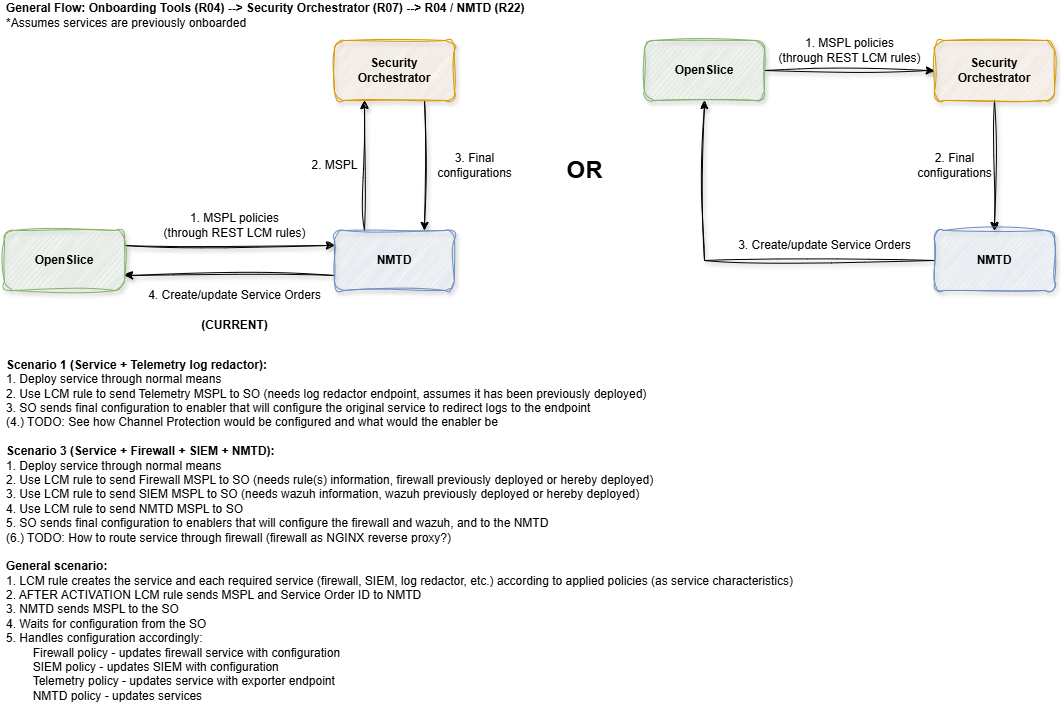 General Flow: Onboarding Tools (R04) --> Security Orchestrator (R07) --> R04 / NMTD (R22)
*Assumes services are previously onboarded
Security
Orchestrator
2. MSPL
3. Final
configurations
1. MSPL policies
(through REST LCM rules)
OpenSlice
NMTD
4. Create/update Service Orders
(CURRENT)
OR
OpenSlice
1. MSPL policies
(through REST LCM rules)
Security
Orchestrator
2. Final
configurations
3. Create/update Service Orders
NMTD
Scenario 1 (Service + Telemetry log redactor):
1. Deploy service through normal means
2. Use LCM rule to send Telemetry MSPL to SO (needs log redactor endpoint, assumes it has been previously deployed)
3. SO sends final configuration to enabler that will configure the original service to redirect logs to the endpoint
(4.) TODO: See how Channel Protection would be configured and what would the enabler be
Scenario 3 (Service + Firewall + SIEM + NMTD):
1. Deploy service through normal means
2. Use LCM rule to send Firewall MSPL to SO (needs rule(s) information, firewall previously deployed or hereby deployed)
3. Use LCM rule to send SIEM MSPL to SO (needs wazuh information, wazuh previously deployed or hereby deployed)
4. Use LCM rule to send NMTD MSPL to SO
5. SO sends final configuration to enablers that will configure the firewall and wazuh, and to the NMTD
(6.) TODO: How to route service through firewall (firewall as NGINX reverse proxy?)
General scenario:
1. LCM rule creates the service and each required service (firewall, SIEM, log redactor, etc.) according to applied policies (as service characteristics)
2. AFTER ACTIVATION LCM rule sends MSPL and Service Order ID to NMTD
3. NMTD sends MSPL to the SO
4. Waits for configuration from the SO
5. Handles configuration accordingly:
Firewall policy - updates firewall service with configuration
SIEM policy - updates SIEM with configuration
Telemetry policy - updates service with exporter endpoint
NMTD policy - updates services